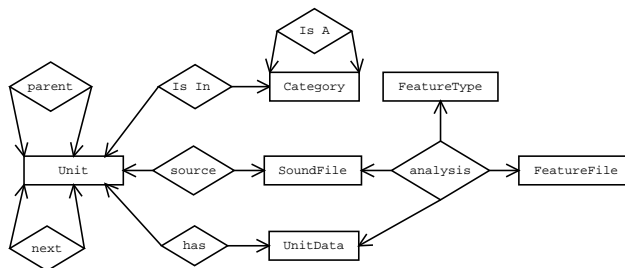 Is A
parent
Is In
Category
FeatureType
Unit
source
SoundFile
analysis
FeatureFile
next
has
UnitData